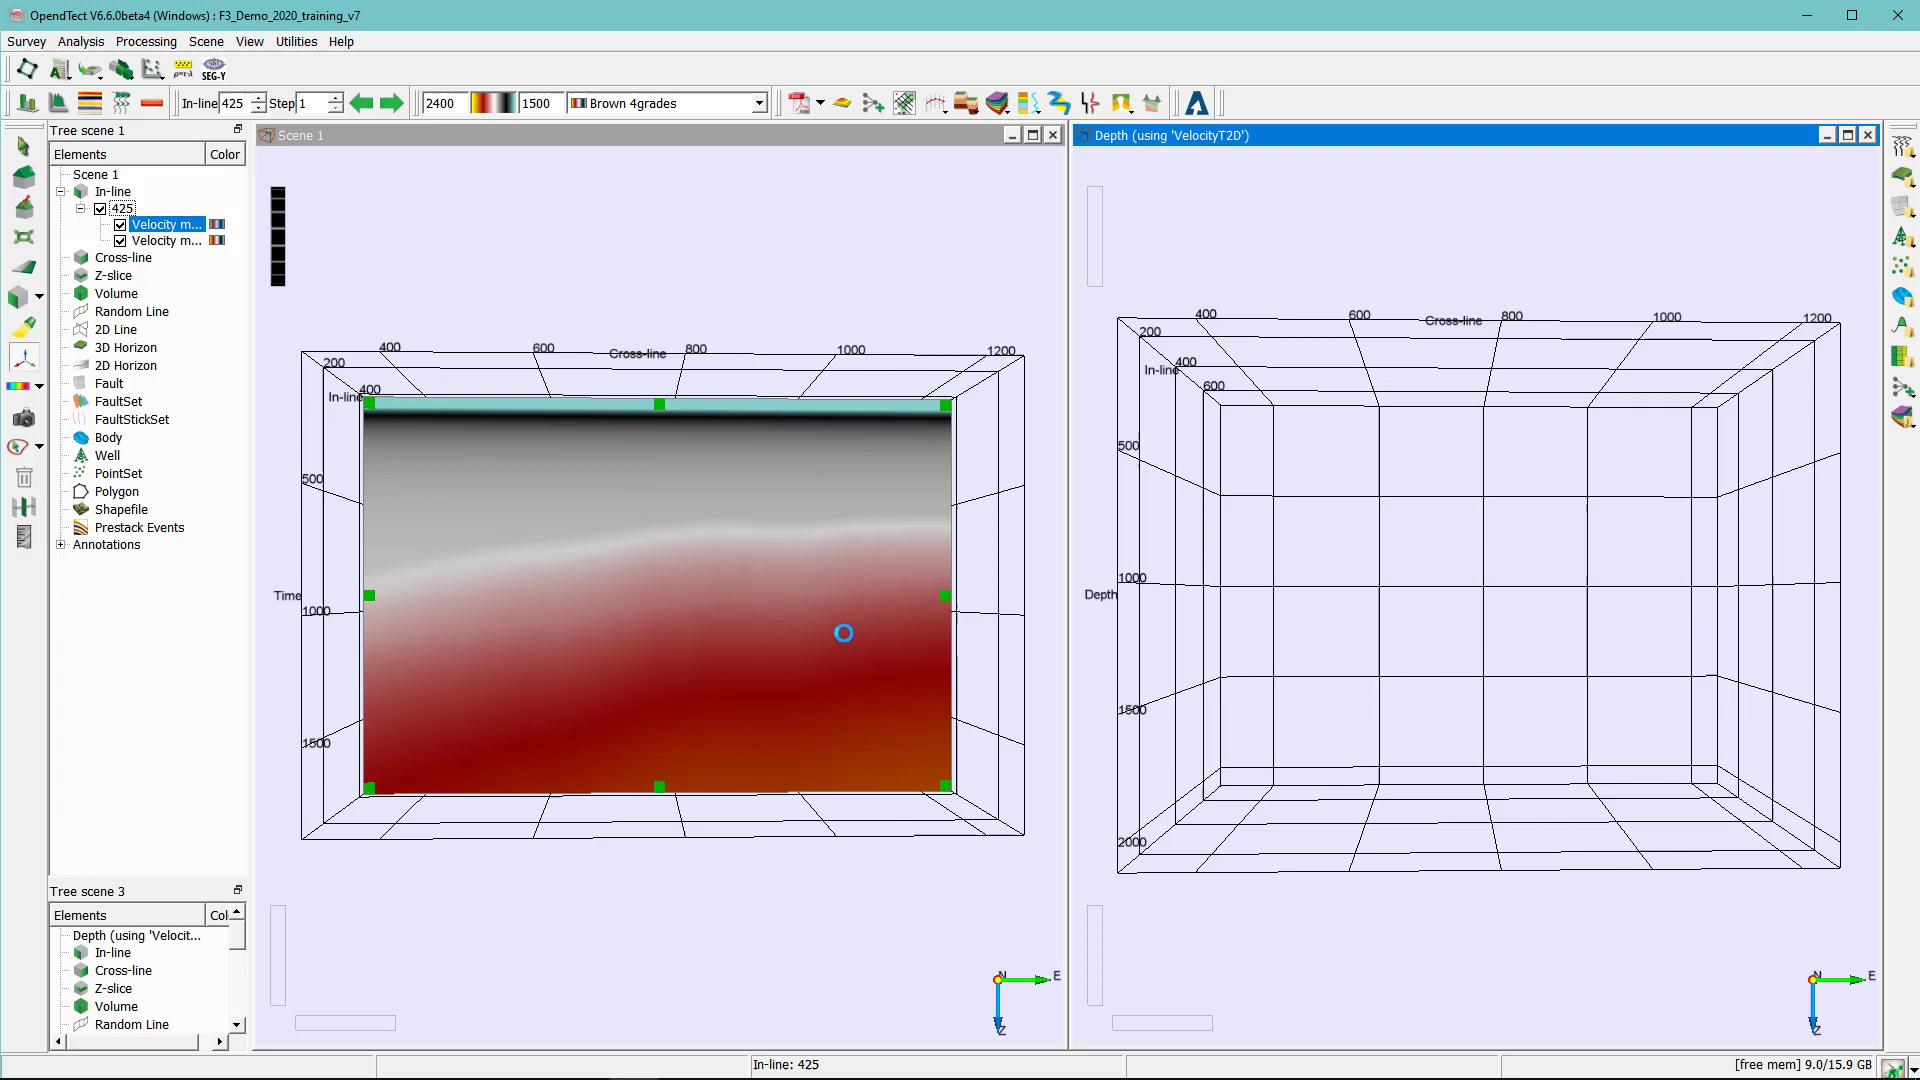 OpendTect V6.6.0beta4 (Windows) : F3_Demo_2020_training_v7
Survey Analysis Processing Scene View Utilities Help
SEG-Y
In-line 425 Step 1 2400 1500 Brown 4grades
Tree scene 1
Elements Color
Scene 1
In-line
425
Velocity m...
Velocity m...
Cross-line
Z-slice
Volume
Random Line
2D Line
3D Horizon
2D Horizon
Fault
FaultSet
FaultStickSet
Body
Well
PointSet
Polygon
Shapefile
Prestack Events
Annotations
Tree scene 3
Elements Col
Depth (using 'Velocit...
In-line
Cross-line
Z-slice
Volume
Random Line
Scene 1
400 600 Cross-line 800 1000 1200
200
400
In-line
500
Time
1000
1500
N E
Z
Depth (using 'VelocityT2D')
400 600 Cross-line 800 1000 1200
200
400
In-line
600
500
1000
Depth
1500
2000
N E
Z
In-line: 425
[free mem] 9.0/15.9 GB